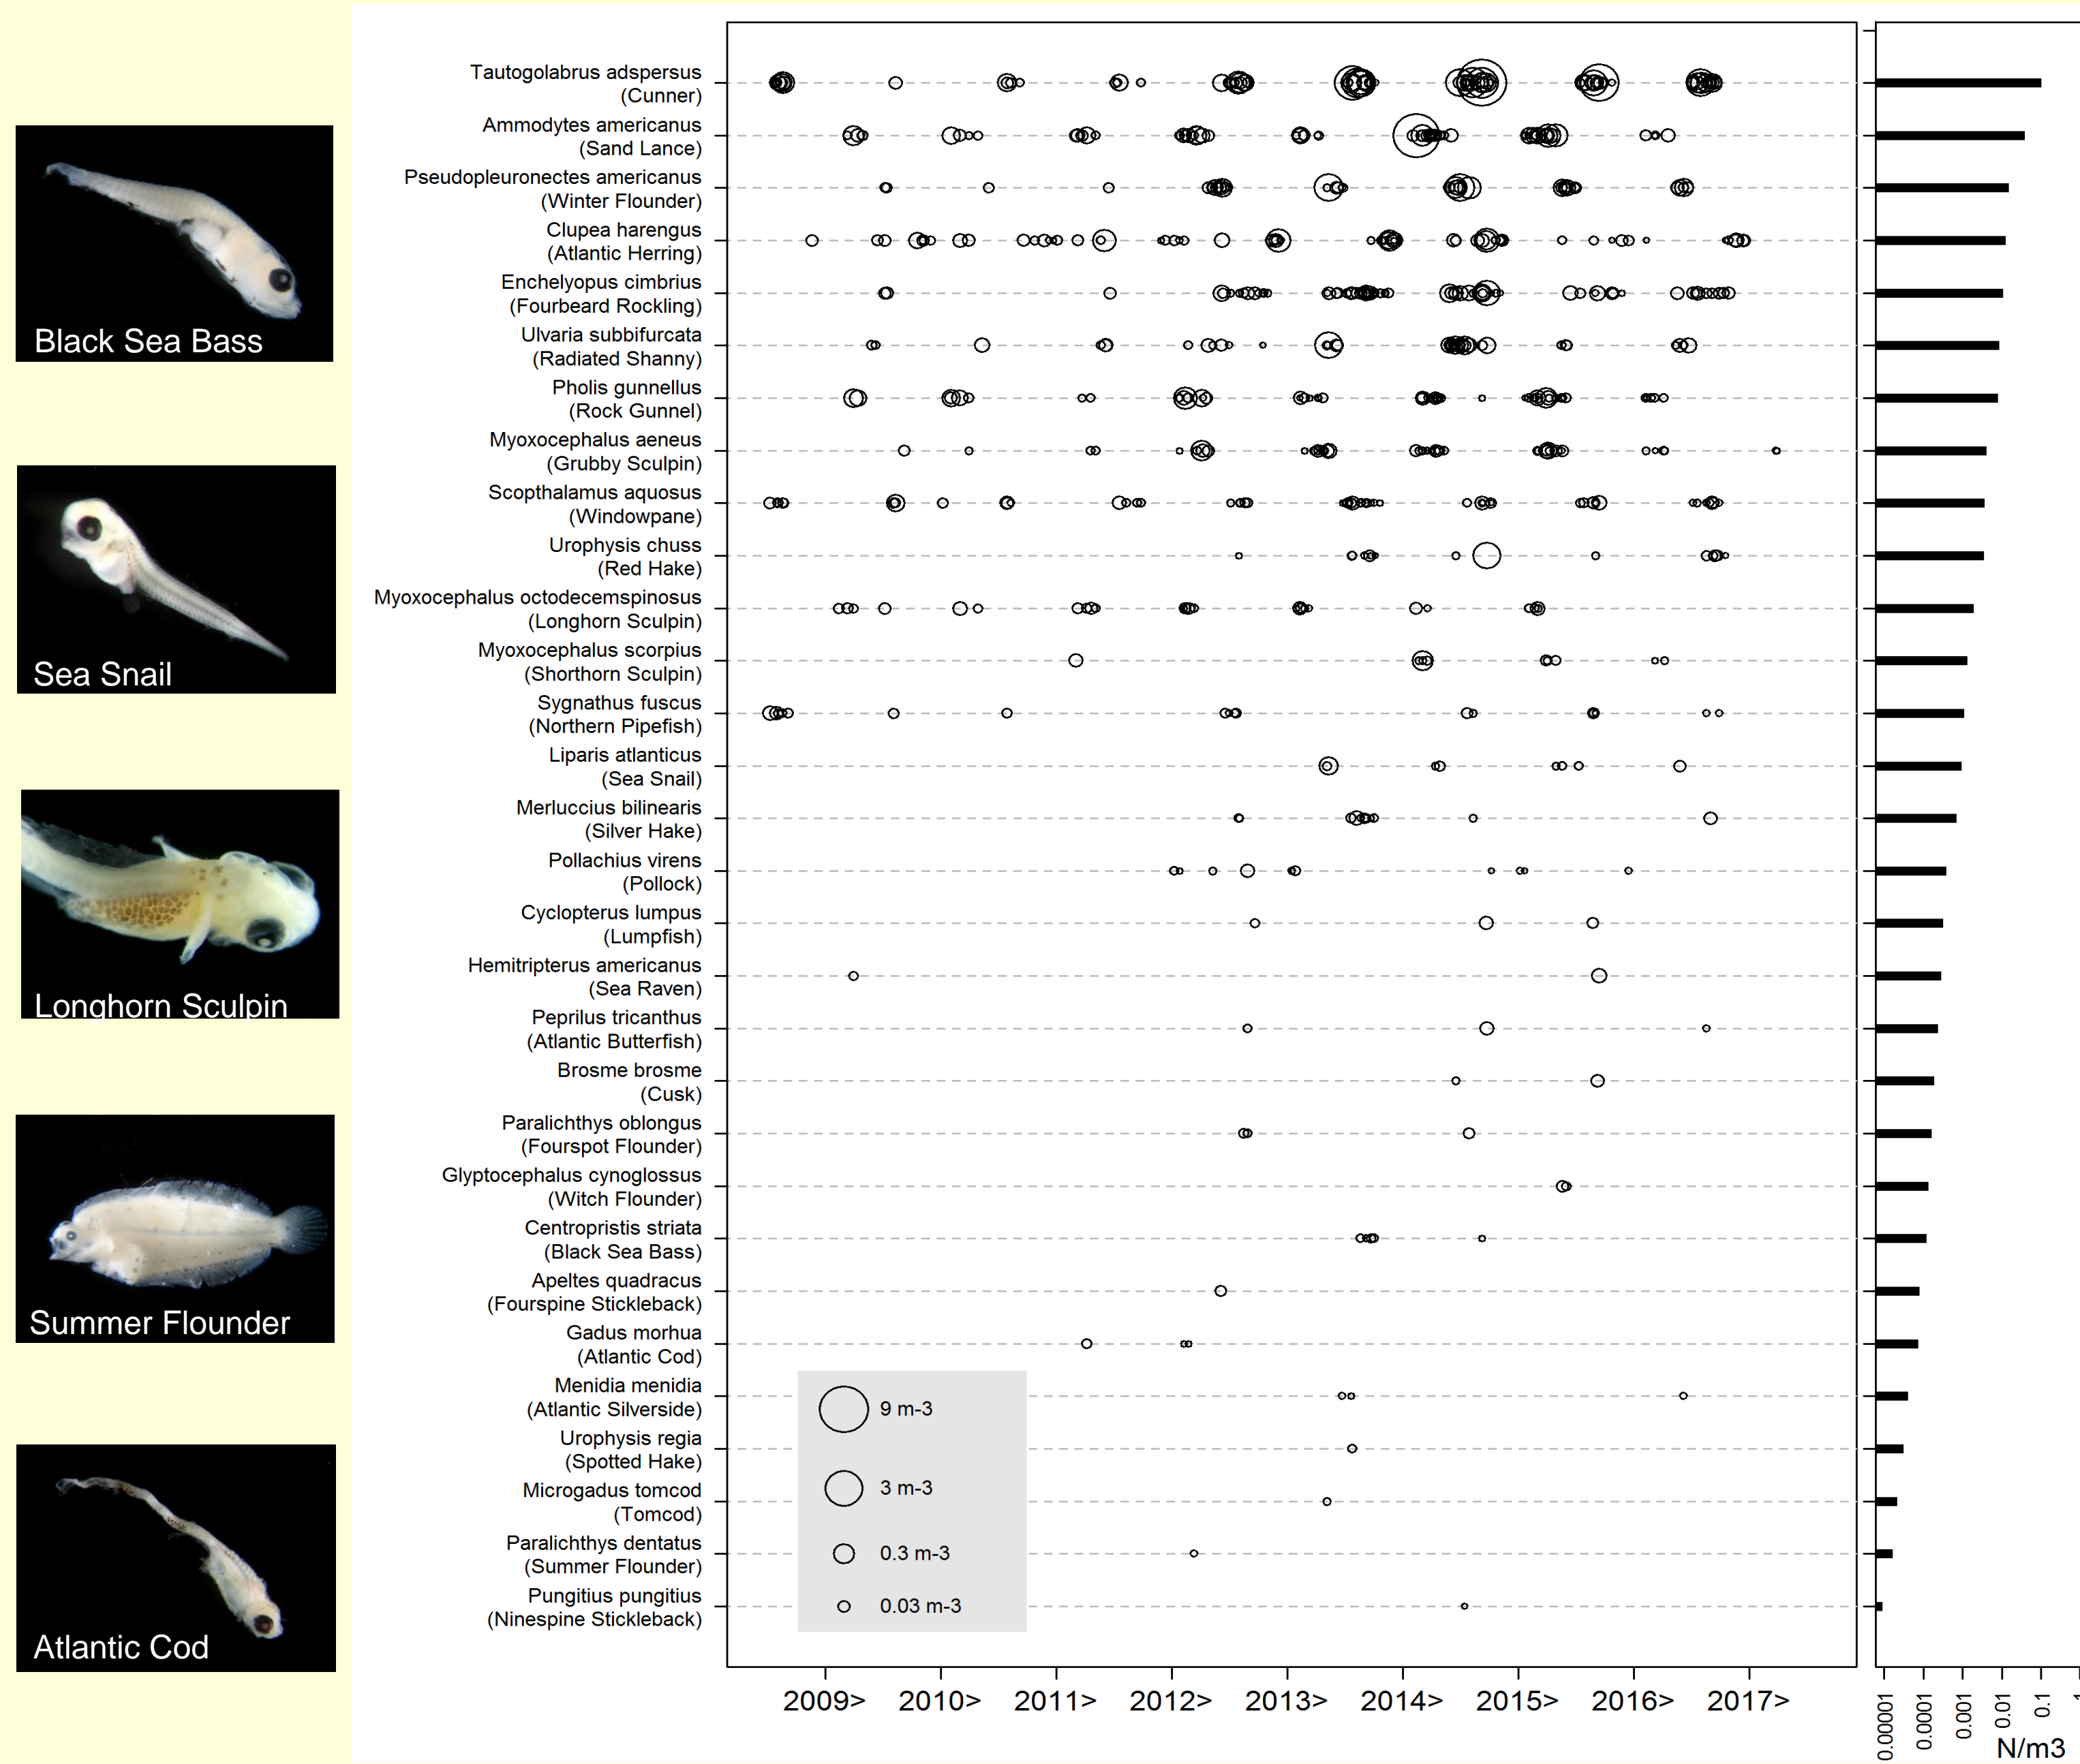 Black Sea Bass
Sea Snail
Longhorn Sculpin
Summer Flounder
Atlantic Cod
Tautogolabrus adspersus
(Cunner)
Ammodytes americanus
(Sand Lance)
Pseudopleuronectes americanus
(Winter Flounder)
Clupea harengus
(Atlantic Herring)
Enchelyopus cimbrius
(Fourbeard Rockling)
Ulvaria subbifurcata
(Radiated Shanny)
Pholis gunnellus
(Rock Gunnel)
Myoxocephalus aeneus
(Grubby Sculpin)
Scopthalamus aquosus
(Windowpane)
Urophysis chuss
(Red Hake)
Myoxocephalus octodecemspinosus
(Longhorn Sculpin)
Myoxocephalus scorpius
(Shorthorn Sculpin)
Sygnathus fuscus
(Northern Pipefish)
Liparis atlanticus
(Sea Snail)
Merluccius bilinearis
(Silver Hake)
Pollachius virens
(Pollock)
Cyclopterus lumpus
(Lumpfish)
Hemitripterus americanus
(Sea Raven)
Peprilus tricanthus
(Atlantic Butterfish)
Brosme brosme
(Cusk)
Paralichthys oblongus
(Fourspot Flounder)
Glyptocephalus cynoglossus
(Witch Flounder)
Centropristis striata
(Black Sea Bass)
Apeltes quadracus
(Fourspine Stickleback)
Gadus morhua
(Atlantic Cod)
Menidia menidia
(Atlantic Silverside)
Urophysis regia
(Spotted Hake)
Microgadus tomcod
(Tomcod)
Paralichthys dentatus
(Summer Flounder)
Pungitius pungitius
(Ninespine Stickleback)
9 m-3
3 m-3
0.3 m-3
0.03 m-3
2009> 2010> 2011> 2012> 2013> 2014> 2015> 2016> 2017>
0.00001 0.0001 0.001 0.01 0.1
N/m3